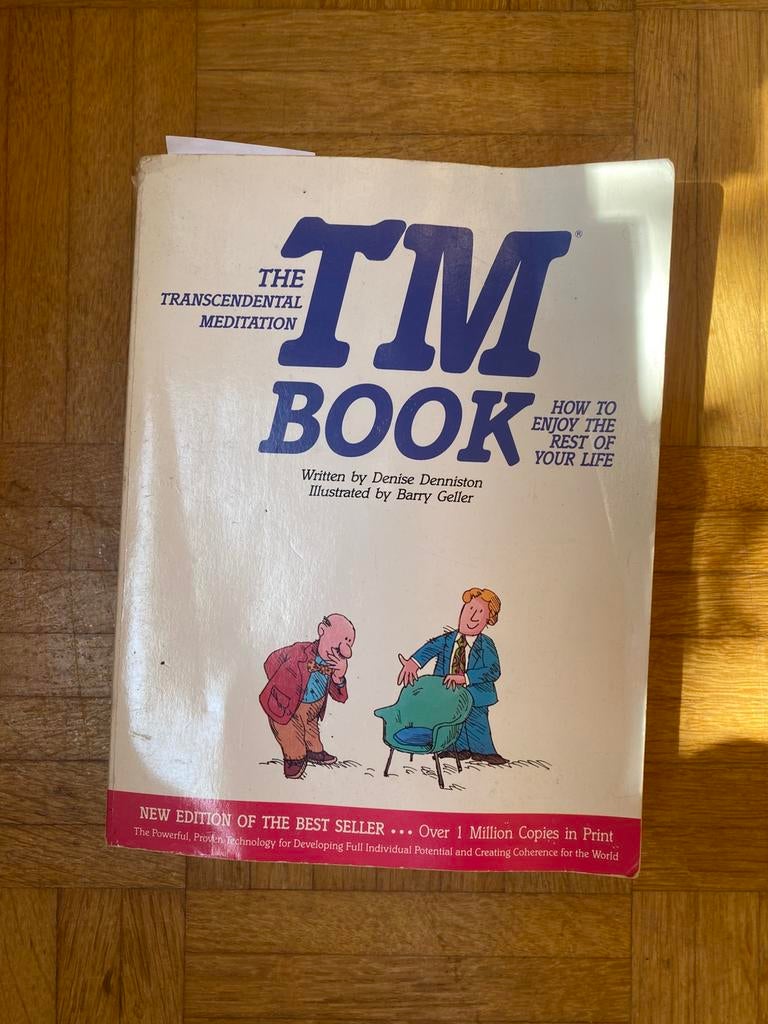 THE
TRANSCENDENTAL
MEDITATION
TM®
BOOK
HOW TO
ENJOY THE
REST OF
YOUR LIFE
Written by Denise Denniston
Illustrated by Barry Geller
NEW EDITION OF THE BEST SELLER ••• Over 1 Million Copies in Print
The Powerful, Proven Technology for Developing Full Individual Potential and Creating Coherence for the World